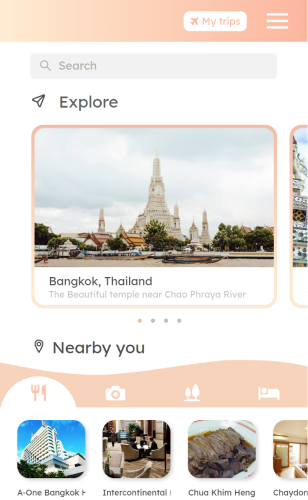 My trips
Search
Explore
Bangkok, Thailand
The Beautiful temple near Chao Phraya River
Nearby you
A-One Bangkok H
Intercontinental
Chua Khim Heng
Chandon